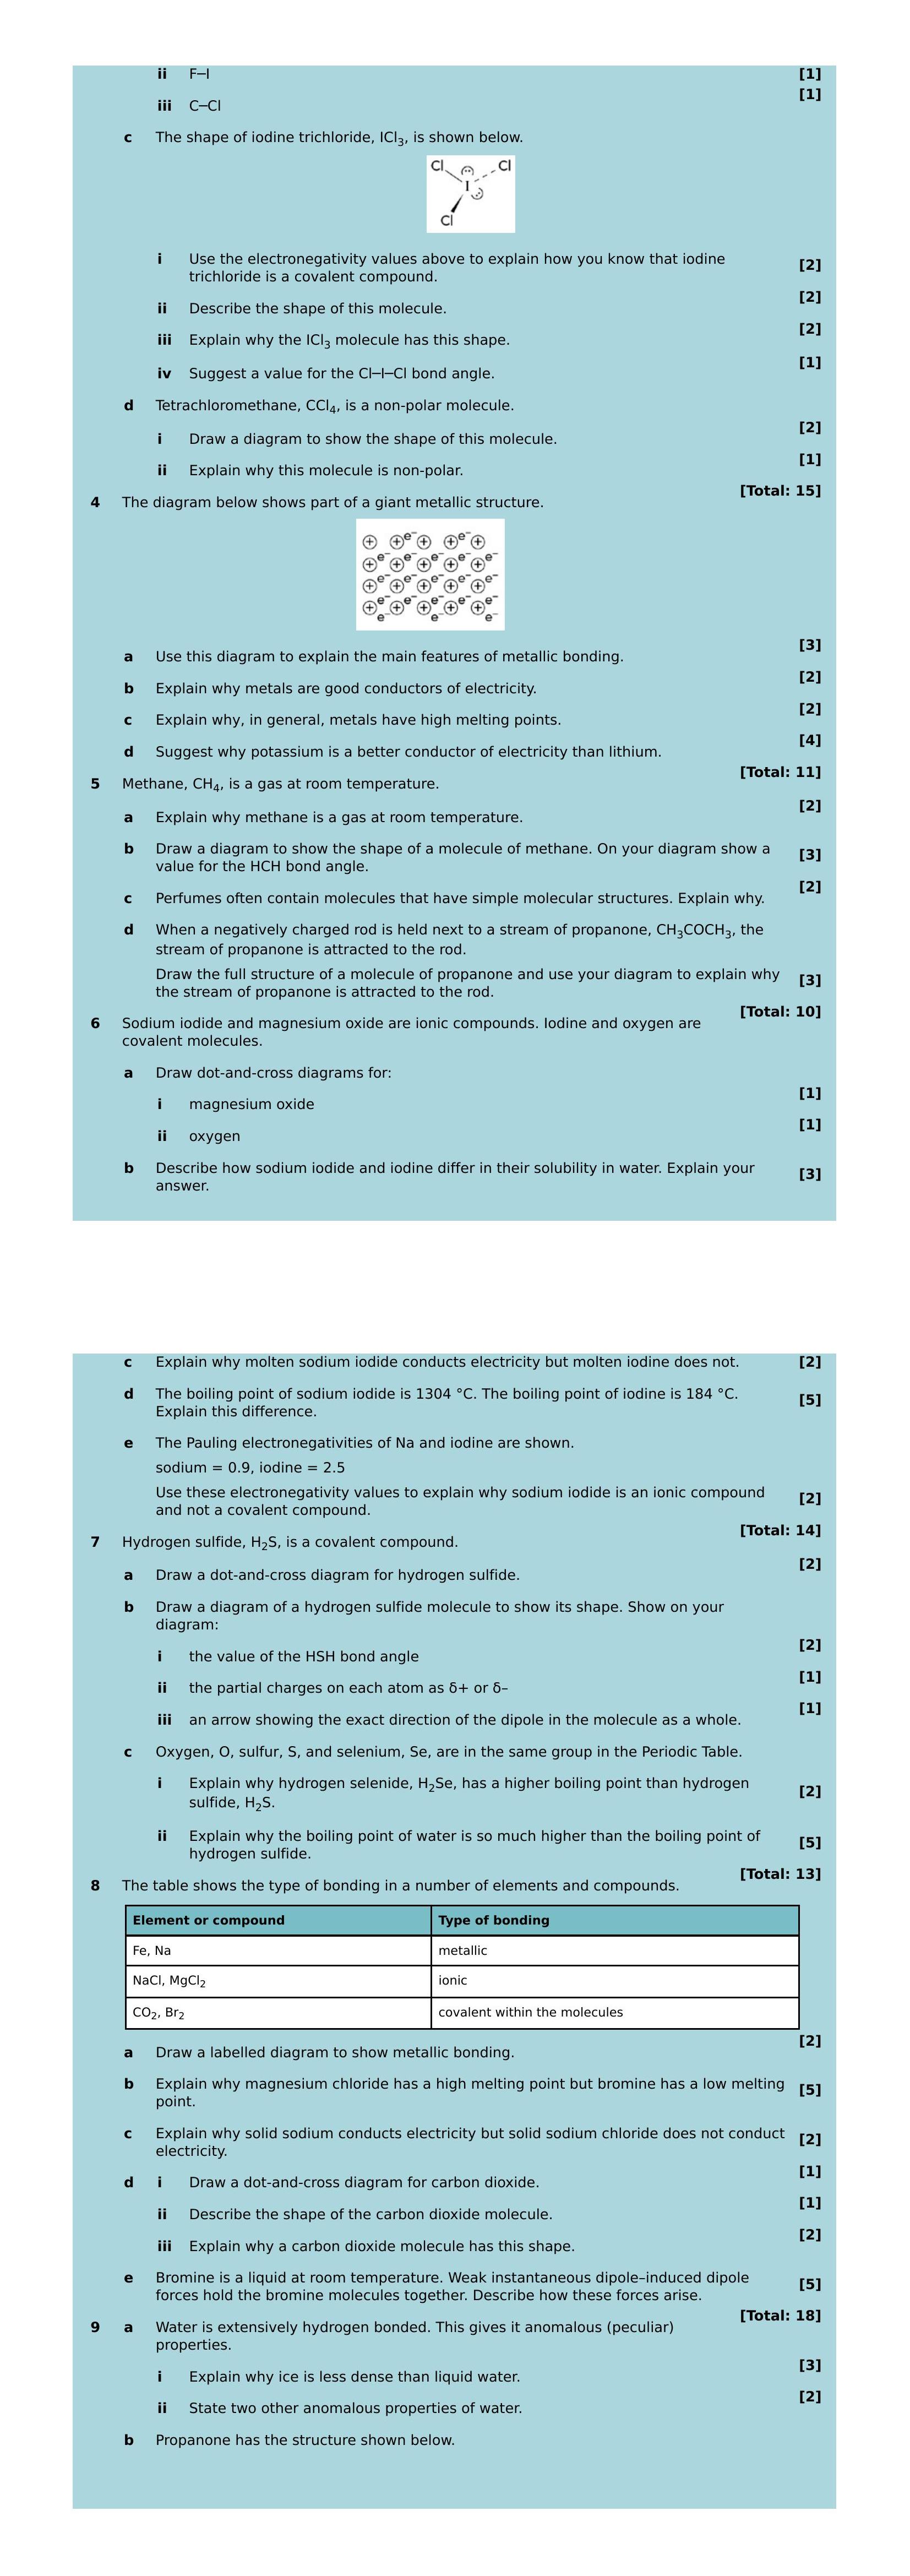 ii F—I [1]
iii C—Cl [1]
c The shape of iodine trichloride, ICl3, is shown below.
Cl Cl
I
Cl
i Use the electronegativity values above to explain how you know that iodine
trichloride is a covalent compound. [2]
ii Describe the shape of this molecule. [2]
iii Explain why the ICl3 molecule has this shape. [2]
iv Suggest a value for the Cl—I—Cl bond angle. [1]
d Tetrachloromethane, CCl4, is a non-polar molecule.
i Draw a diagram to show the shape of this molecule. [2]
ii Explain why this molecule is non-polar. [1]
[Total: 15]
4 The diagram below shows part of a giant metallic structure.
+ + e– + + e– +
e– e– e– e– e–
+ + + + +
e– e– e– e– e–
+ + + + +
e– e– e– e– e–
+ + + + +
e– e– e– e–
a Use this diagram to explain the main features of metallic bonding. [3]
b Explain why metals are good conductors of electricity. [2]
c Explain why, in general, metals have high melting points. [2]
d Suggest why potassium is a better conductor of electricity than lithium. [4]
[Total: 11]
5 Methane, CH4, is a gas at room temperature.
a Explain why methane is a gas at room temperature. [2]
b Draw a diagram to show the shape of a molecule of methane. On your diagram show a
value for the HCH bond angle. [3]
c Perfumes often contain molecules that have simple molecular structures. Explain why. [2]
d When a negatively charged rod is held next to a stream of propanone, CH3COCH3, the
stream of propanone is attracted to the rod.
Draw the full structure of a molecule of propanone and use your diagram to explain why
the stream of propanone is attracted to the rod. [3]
[Total: 10]
6 Sodium iodide and magnesium oxide are ionic compounds. Iodine and oxygen are
covalent molecules.
a Draw dot-and-cross diagrams for:
i magnesium oxide [1]
ii oxygen [1]
b Describe how sodium iodide and iodine differ in their solubility in water. Explain your
answer. [3]
c Explain why molten sodium iodide conducts electricity but molten iodine does not. [2]
d The boiling point of sodium iodide is 1304 °C. The boiling point of iodine is 184 °C.
Explain this difference. [5]
e The Pauling electronegativities of Na and iodine are shown.
sodium = 0.9, iodine = 2.5
Use these electronegativity values to explain why sodium iodide is an ionic compound
and not a covalent compound. [2]
[Total: 14]
7 Hydrogen sulfide, H2S, is a covalent compound.
a Draw a dot-and-cross diagram for hydrogen sulfide. [2]
b Draw a diagram of a hydrogen sulfide molecule to show its shape. Show on your
diagram:
i the value of the HSH bond angle [2]
ii the partial charges on each atom as δ+ or δ– [1]
iii an arrow showing the exact direction of the dipole in the molecule as a whole. [1]
c Oxygen, O, sulfur, S, and selenium, Se, are in the same group in the Periodic Table.
i Explain why hydrogen selenide, H2Se, has a higher boiling point than hydrogen
sulfide, H2S. [2]
ii Explain why the boiling point of water is so much higher than the boiling point of
hydrogen sulfide. [5]
[Total: 13]
8 The table shows the type of bonding in a number of elements and compounds.
Element or compound Type of bonding
Fe, Na metallic
NaCl, MgCl2 ionic
CO2, Br2 covalent within the molecules
a Draw a labelled diagram to show metallic bonding. [2]
b Explain why magnesium chloride has a high melting point but bromine has a low melting
point. [5]
c Explain why solid sodium conducts electricity but solid sodium chloride does not conduct
electricity. [2]
d i Draw a dot-and-cross diagram for carbon dioxide. [1]
ii Describe the shape of the carbon dioxide molecule. [1]
iii Explain why a carbon dioxide molecule has this shape. [2]
e Bromine is a liquid at room temperature. Weak instantaneous dipole–induced dipole
forces hold the bromine molecules together. Describe how these forces arise. [5]
[Total: 18]
9 a Water is extensively hydrogen bonded. This gives it anomalous (peculiar)
properties.
i Explain why ice is less dense than liquid water. [3]
ii State two other anomalous properties of water. [2]
b Propanone has the structure shown below.